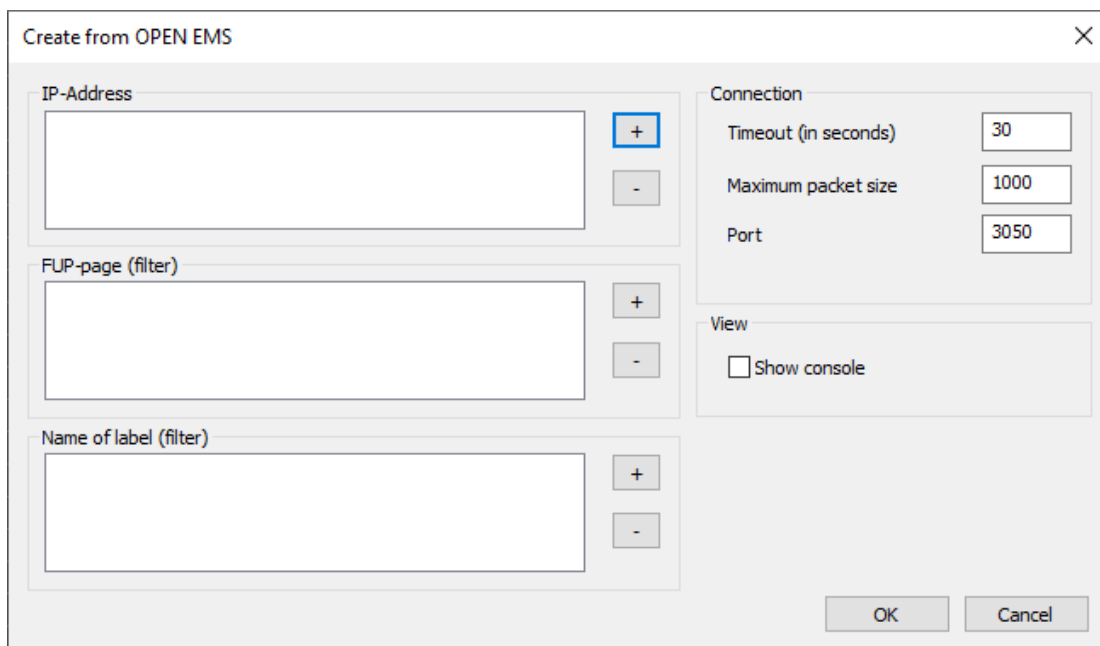 Create from OPEN EMS
IP-Address
+
-
FUP-page (filter)
+
-
Name of label (filter)
+
-
Connection
Timeout (in seconds) 30
Maximum packet size 1000
Port 3050
View
Show console
OK Cancel